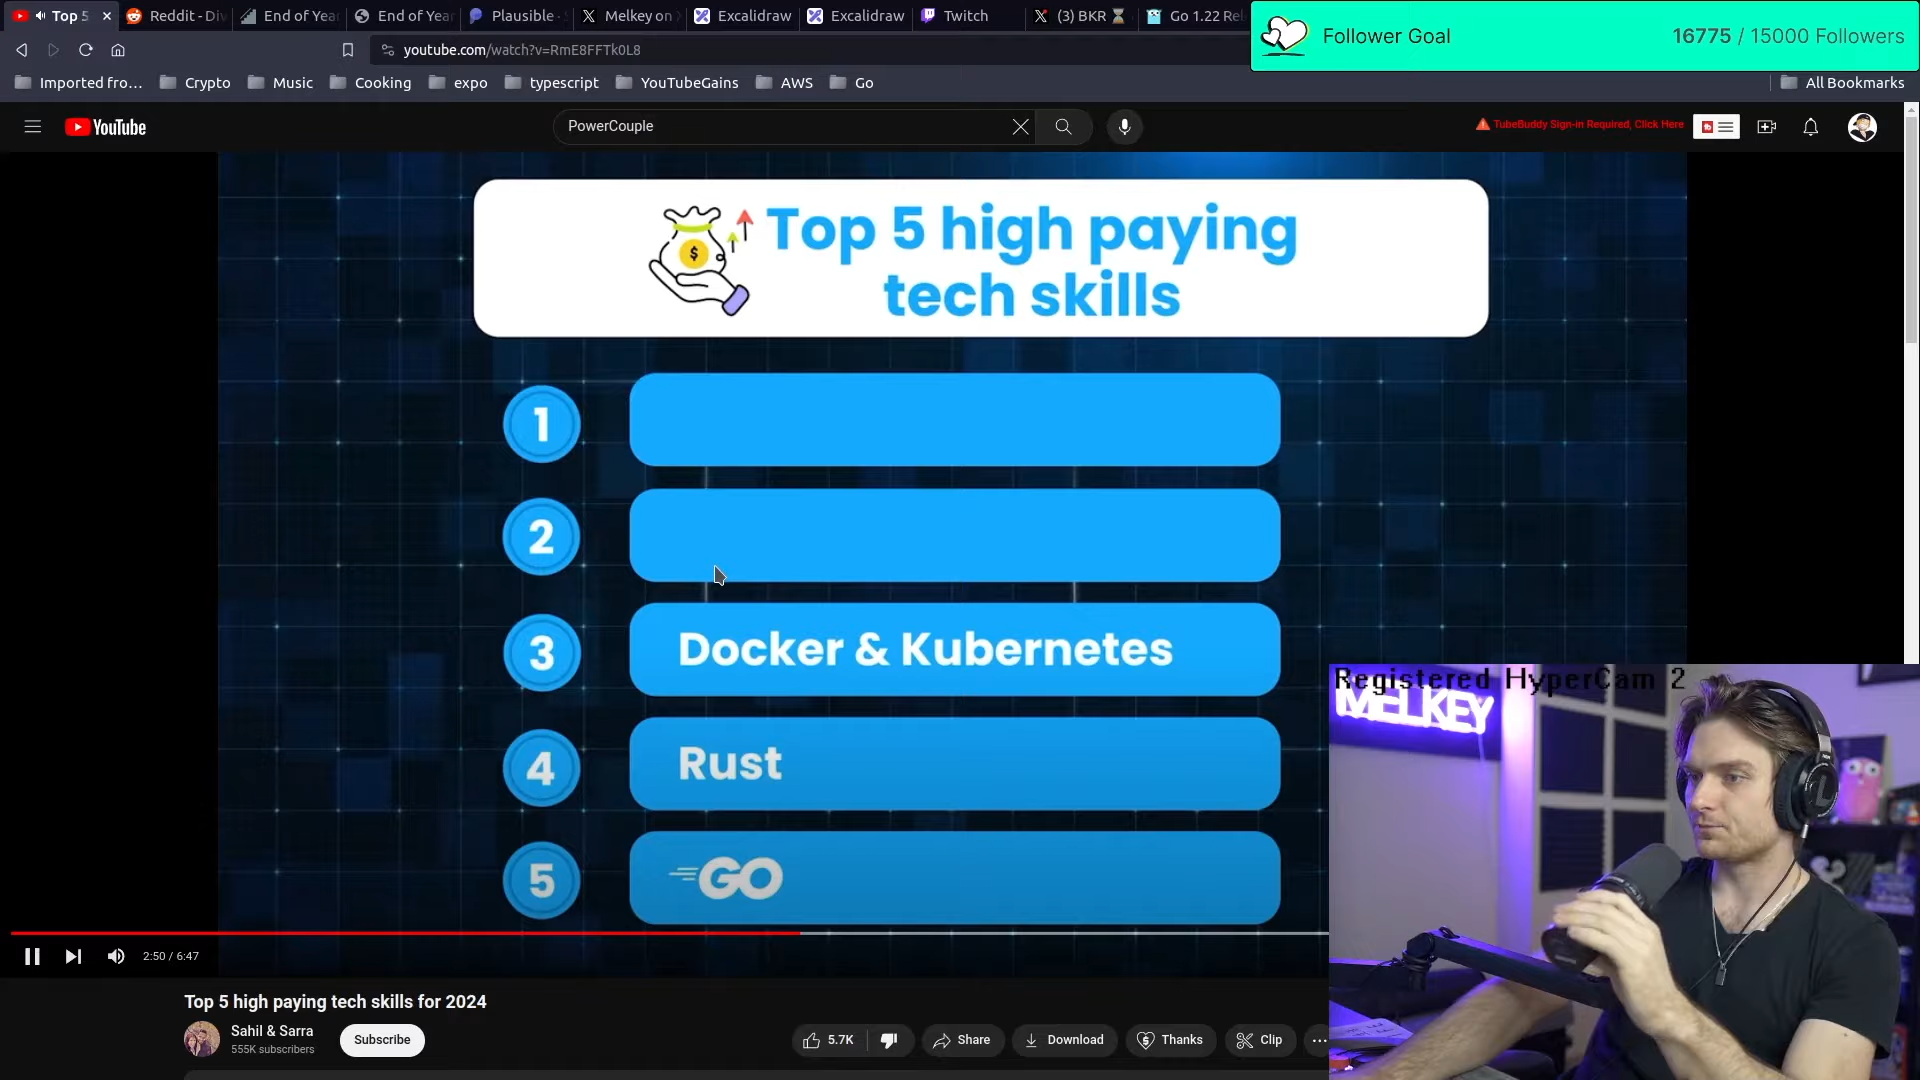 Top 5
Reddit - Div
End of Year
End of Year
Plausible ·
Melkey on
Excalidraw
Excalidraw
Twitch
(3) BKR ⏳
Go 1.22 Rel
Follower Goal
16775 / 15000 Followers
youtube.com/watch?v=RmE8FFTk0L8
Imported fro...
Crypto
Music
Cooking
expo
typescript
YouTubeGains
AWS
Go
All Bookmarks
YouTube
PowerCouple
TubeBuddy Sign-in Required, Click Here
Top 5 high paying
tech skills
1
2
3 Docker & Kubernetes
4 Rust
5 GO
Registered HyperCam 2
MELKEY
2:50 / 6:47
Top 5 high paying tech skills for 2024
Sahil & Sarra
555K subscribers
Subscribe
5.7K
Share
Download
Thanks
Clip
...